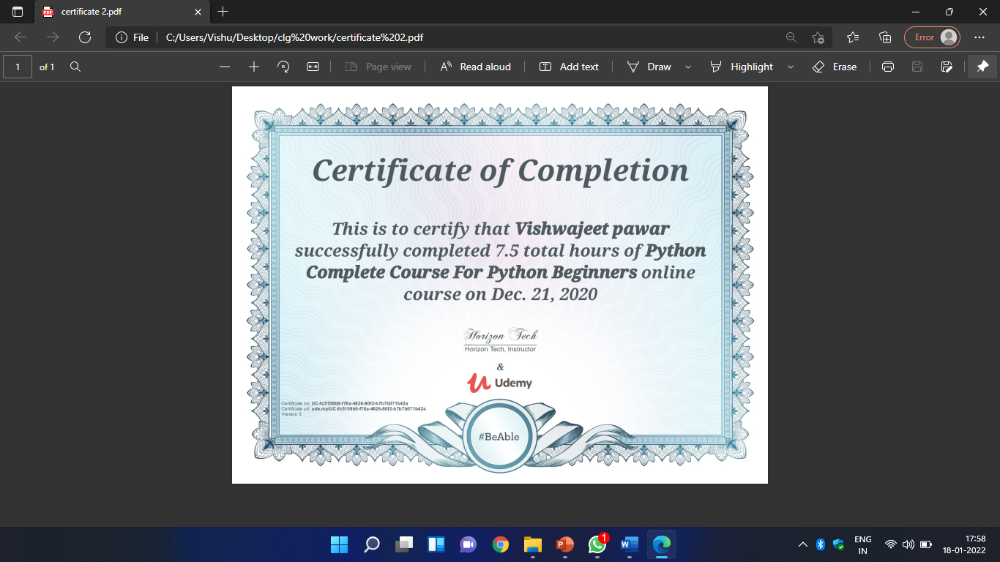 certificate 2.pdf
File
C:/Users/Vishu/Desktop/clg%20work/certificate%202.pdf
Error
1 of 1
Page view
Read aloud
Add text
Draw
Highlight
Erase
Certificate of Completion
This is to certify that Vishwajeet pawar
successfully completed 7.5 total hours of Python
Complete Course For Python Beginners online
course on Dec. 21, 2020
Horizon Tech
Horizon Tech, Instructor
&
Udemy
Certificate no: UC-fc5159b9-f76a-4826-80f2-b7b7b071b42a
Certificate url: ude.my/UC-fc5159b9-f76a-4826-80f2-b7b7b071b42a
Version 3
#BeAble
1
ENG
IN
17:58
18-01-2022